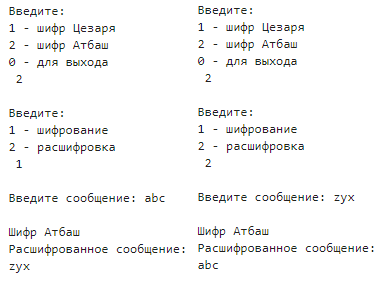 Введите:
1 - шифр Цезаря
2 - шифр Атбаш
0 - для выхода
2
Введите:
1 - шифрование
2 - расшифровка
1
Введите сообщение: abc
Шифр Атбаш
Расшифрованное сообщение:
zyx
Введите:
1 - шифр Цезаря
2 - шифр Атбаш
0 - для выхода
2
Введите:
1 - шифрование
2 - расшифровка
2
Введите сообщение: zyx
Шифр Атбаш
Расшифрованное сообщение:
abc